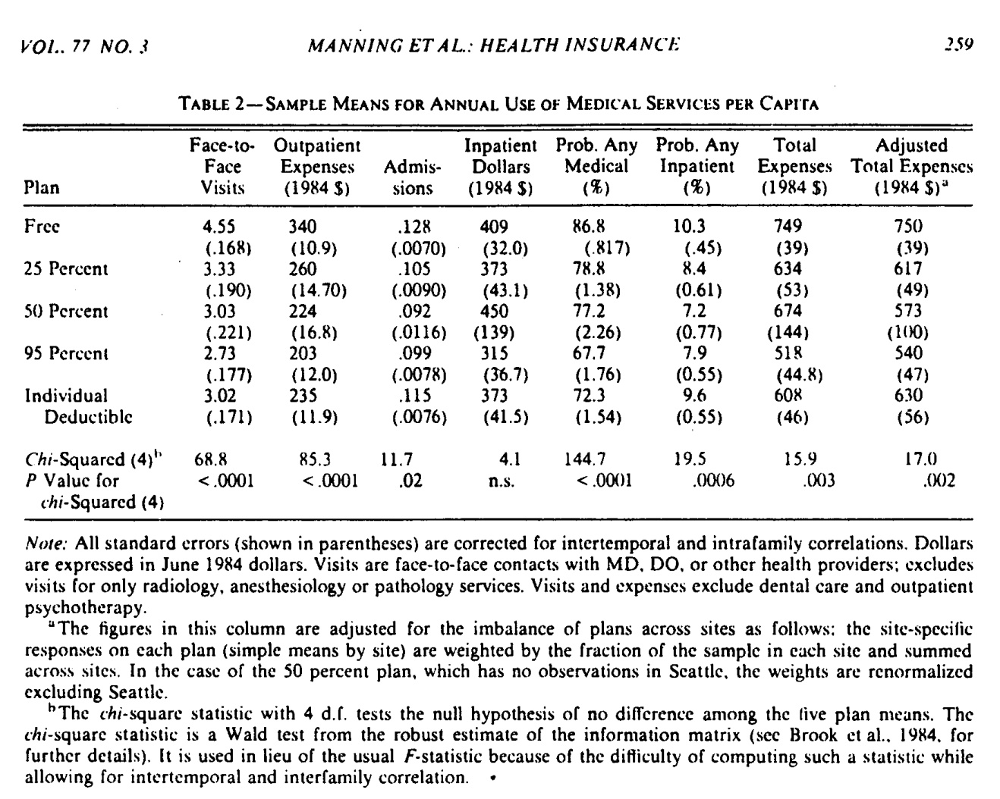 VOL. 77 NO. 3 MANNING ET AL.: HEALTH INSURANCE 259
TABLE 2—SAMPLE MEANS FOR ANNUAL USE OF MEDICAL SERVICES PER CAPITA
Face-to- Outpatient Inpatient Prob. Any Prob. Any Total Adjusted
Face Expenses Admis- Dollars Medical Inpatient Expenses Total Expenses
Plan Visits (1984 $) sions (1984 $) (%) (%) (1984 $) (1984 $)a
Free 4.55 340 .128 409 86.8 10.3 749 750
(.168) (10.9) (.0070) (32.0) (.817) (.45) (39) (39)
25 Percent 3.33 260 .105 373 78.8 8.4 634 617
(.190) (14.70) (.0090) (43.1) (1.38) (0.61) (53) (49)
50 Percent 3.03 224 .092 450 77.2 7.2 674 573
(.221) (16.8) (.0116) (139) (2.26) (0.77) (144) (100)
95 Percent 2.73 203 .099 315 67.7 7.9 518 540
(.177) (12.0) (.0078) (36.7) (1.76) (0.55) (44.8) (47)
Individual 3.02 235 .115 373 72.3 9.6 608 630
Deductible (.171) (11.9) (.0076) (41.5) (1.54) (0.55) (46) (56)
Chi-Squared (4)b 68.8 85.3 11.7 4.1 144.7 19.5 15.9 17.0
P Value for <.0001 <.0001 .02 n.s. <.0001 .0006 .003 .002
chi-Squared (4)
Note: All standard errors (shown in parentheses) are corrected for intertemporal and intrafamily correlations. Dollars
are expressed in June 1984 dollars. Visits are face-to-face contacts with MD, DO, or other health providers; excludes
visits for only radiology, anesthesiology or pathology services. Visits and expenses exclude dental care and outpatient
psychotherapy.
aThe figures in this column are adjusted for the imbalance of plans across sites as follows: the site-specific
responses on each plan (simple means by site) are weighted by the fraction of the sample in each site and summed
across sites. In the case of the 50 percent plan, which has no observations in Seattle, the weights are renormalized
excluding Seattle.
bThe chi-square statistic with 4 d.f. tests the null hypothesis of no difference among the five plan means. The
chi-square statistic is a Wald test from the robust estimate of the information matrix (see Brook et al., 1984, for
further details). It is used in lieu of the usual F-statistic because of the difficulty of computing such a statistic while
allowing for intertemporal and interfamily correlation.